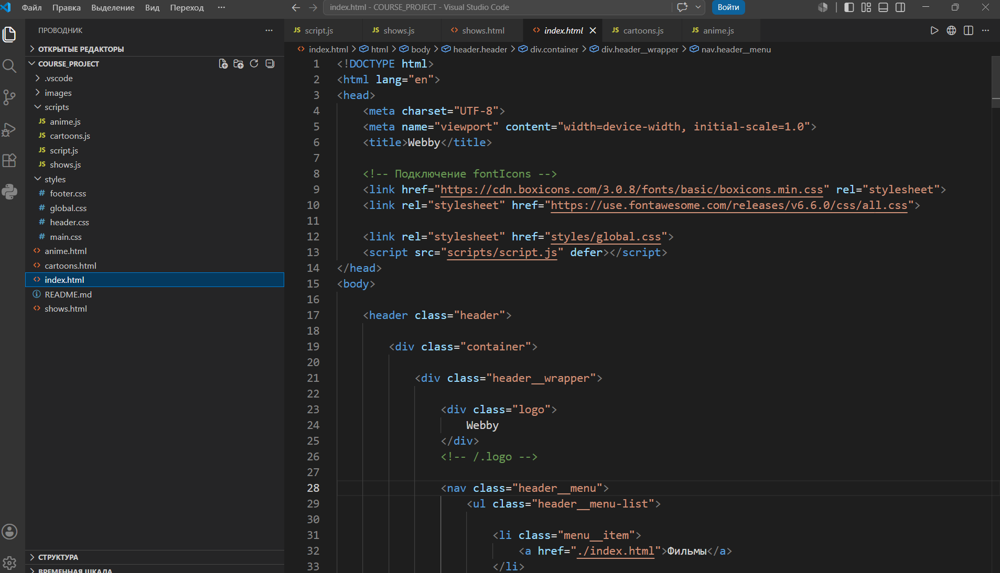 Файл Правка Выделение Вид Переход ···
index.html - COURSE_PROJECT - Visual Studio Code
Войти
ПРОВОДНИК
ОТКРЫТЫЕ РЕДАКТОРЫ
COURSE_PROJECT
.vscode
images
scripts
JS anime.js
JS cartoons.js
JS script.js
JS shows.js
styles
# footer.css
# global.css
# header.css
# main.css
<> anime.html
<> cartoons.html
<> index.html
README.md
<> shows.html
СТРУКТУРА
ВРЕМЕННАЯ ШКАЛА
JS script.js JS shows.js <> shows.html <> index.html JS cartoons.js JS anime.js
<> index.html > html > body > header.header > div.container > div.header__wrapper > nav.header__menu
1 <!DOCTYPE html>
2 <html lang="en">
3 <head>
4 <meta charset="UTF-8">
5 <meta name="viewport" content="width=device-width, initial-scale=1.0">
6 <title>Webby</title>
7
8 <!-- Подключение fontIcons -->
9 <link href="https://cdn.boxicons.com/3.0.8/fonts/basic/boxicons.min.css" rel="stylesheet">
10 <link rel="stylesheet" href="https://use.fontawesome.com/releases/v6.6.0/css/all.css">
11
12 <link rel="stylesheet" href="styles/global.css">
13 <script src="scripts/script.js" defer></script>
14 </head>
15 <body>
16
17 <header class="header">
18
19 <div class="container">
20
21 <div class="header__wrapper">
22
23 <div class="logo">
24 Webby
25 </div>
26 <!-- /.logo -->
27
28 <nav class="header__menu">
29 <ul class="header__menu-list">
30
31 <li class="menu__item">
32 <a href="./index.html">Фильмы</a>
33 </li>